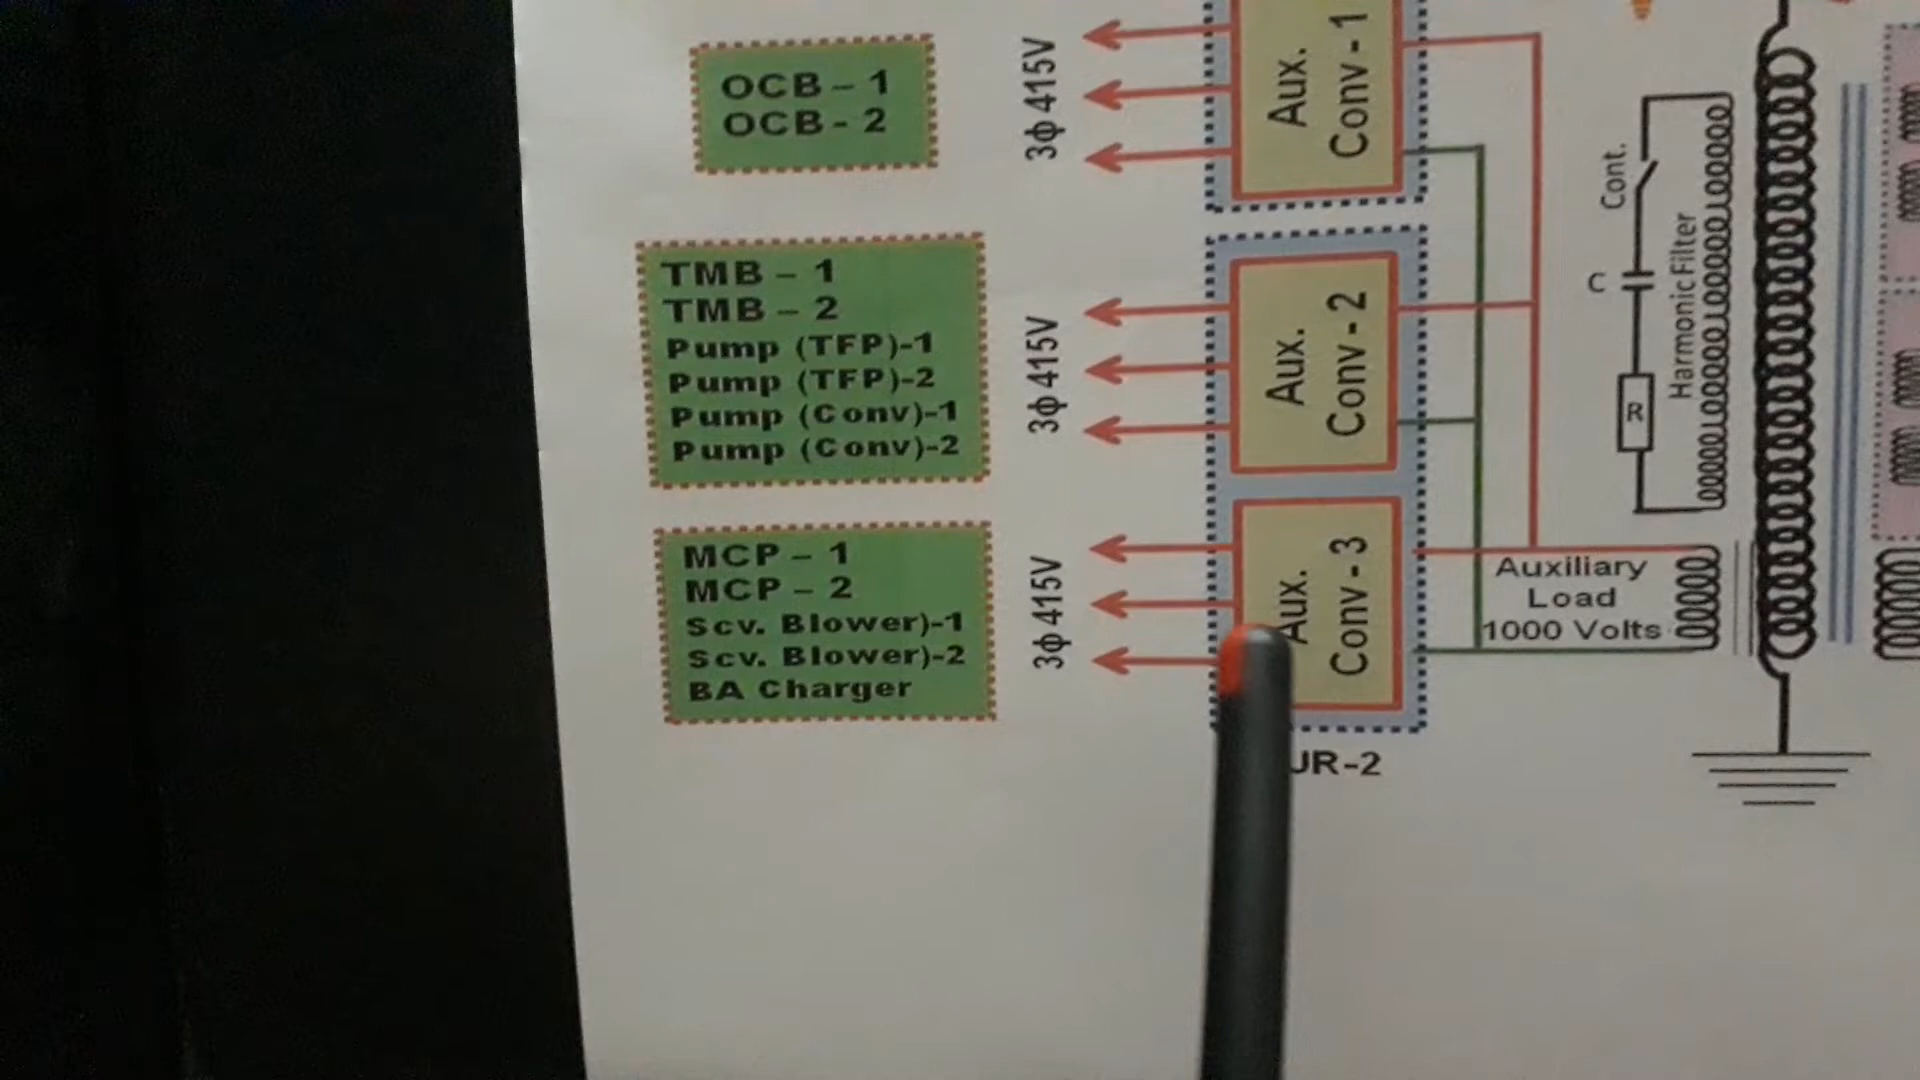 OCB – 1
OCB - 2
3ϕ 415V
Aux.
Conv - 1
TMB – 1
TMB – 2
Pump (TFP)-1
Pump (TFP)-2
Pump (Conv)-1
Pump (Conv)-2
3ϕ 415V
Aux.
Conv - 2
MCP – 1
MCP – 2
Scv. Blower)-1
Scv. Blower)-2
BA Charger
3ϕ 415V
Aux.
Conv - 3
UR-2
Cont.
C
R
Harmonic Filter
Auxiliary
Load
1000 Volts